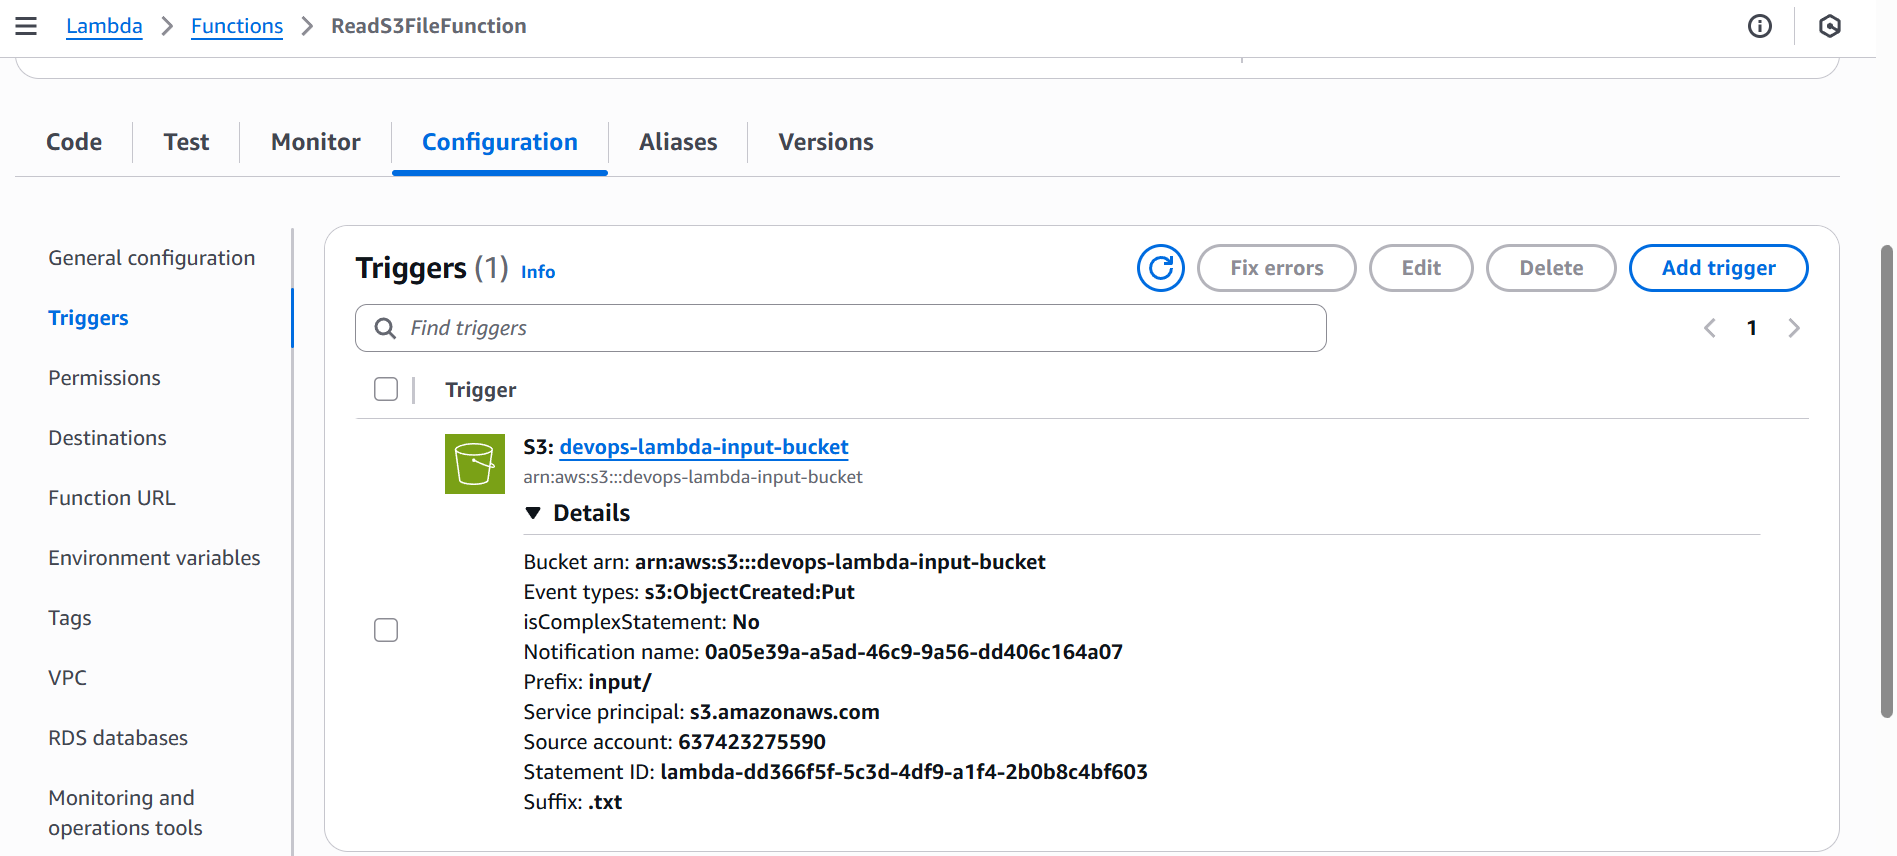 Lambda > Functions > ReadS3FileFunction
Code Test Monitor Configuration Aliases Versions
General configuration
Triggers
Permissions
Destinations
Function URL
Environment variables
Tags
VPC
RDS databases
Monitoring and
operations tools
Triggers (1) Info
Fix errors Edit Delete Add trigger
Find triggers
1
Trigger
S3: devops-lambda-input-bucket
arn:aws:s3:::devops-lambda-input-bucket
Details
Bucket arn: arn:aws:s3:::devops-lambda-input-bucket
Event types: s3:ObjectCreated:Put
isComplexStatement: No
Notification name: 0a05e39a-a5ad-46c9-9a56-dd406c164a07
Prefix: input/
Service principal: s3.amazonaws.com
Source account: 637423275590
Statement ID: lambda-dd366f5f-5c3d-4df9-a1f4-2b0b8c4bf603
Suffix: .txt